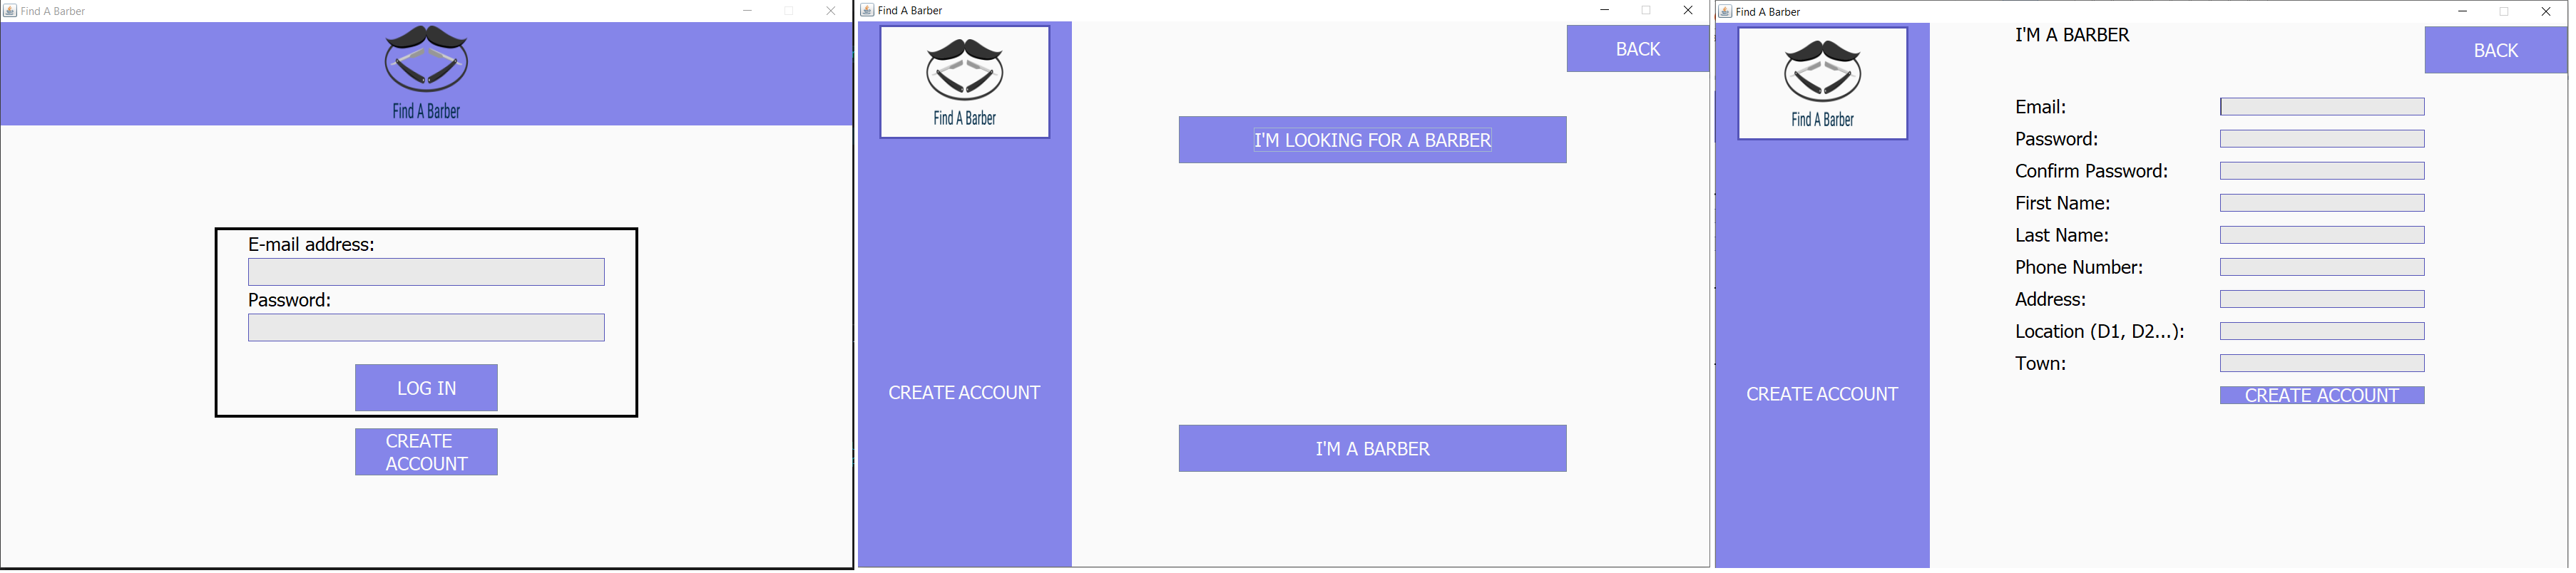 Find A Barber
Find A Barber
E-mail address:
Password:
LOG IN
CREATE
ACCOUNT
Find A Barber
Find A Barber
BACK
I'M LOOKING FOR A BARBER
CREATE ACCOUNT
I'M A BARBER
Find A Barber
Find A Barber
I'M A BARBER
BACK
Email:
Password:
Confirm Password:
First Name:
Last Name:
Phone Number:
Address:
Location (D1, D2...):
Town:
CREATE ACCOUNT
CREATE ACCOUNT